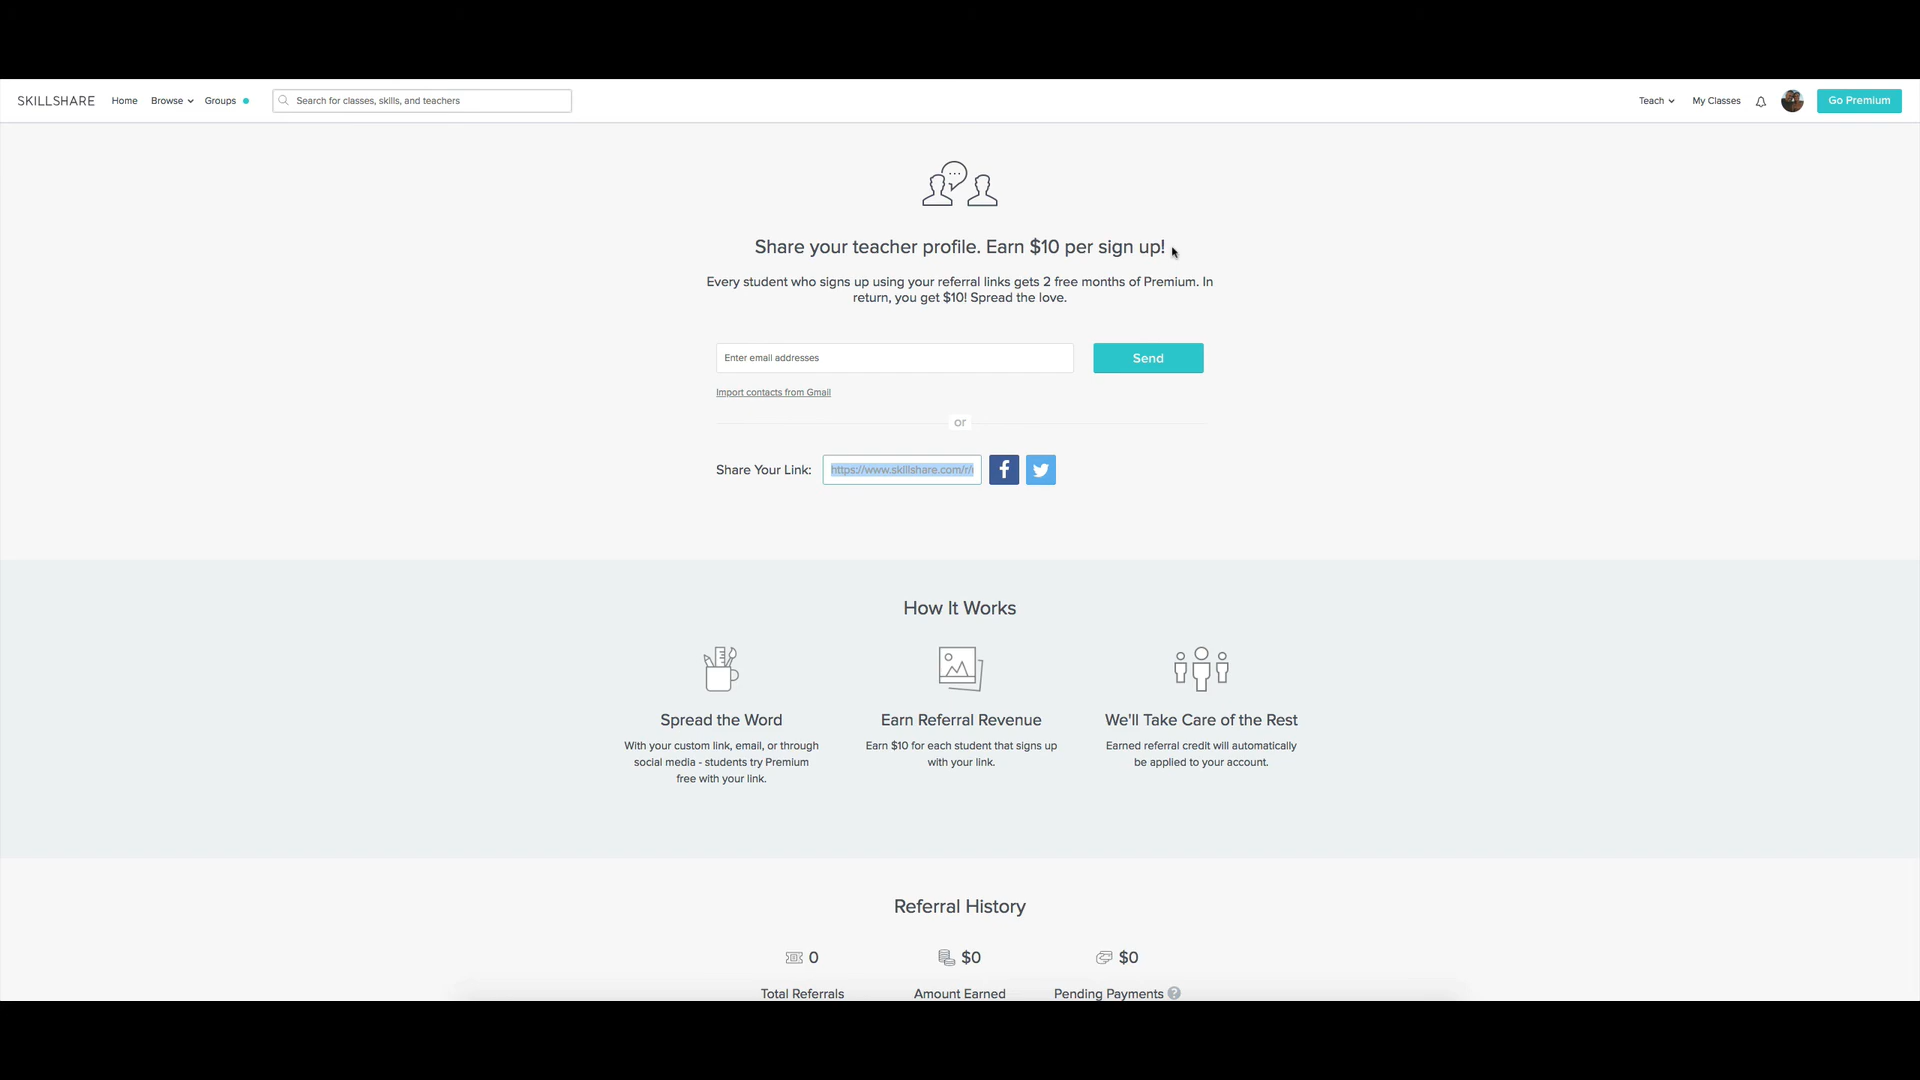 SKILLSHARE Home Browse Groups Search for classes, skills, and teachers Teach My Classes Go Premium
Share your teacher profile. Earn $10 per sign up!
Every student who signs up using your referral links gets 2 free months of Premium. In
return, you get $10! Spread the love.
Enter email addresses Send
Import contacts from Gmail
or
Share Your Link: https://www.skillshare.com/r/
How It Works
Spread the Word
With your custom link, email, or through
social media - students try Premium
free with your link.
Earn Referral Revenue
Earn $10 for each student that signs up
with your link.
We'll Take Care of the Rest
Earned referral credit will automatically
be applied to your account.
Referral History
0 $0 $0
Total Referrals Amount Earned Pending Payments ?